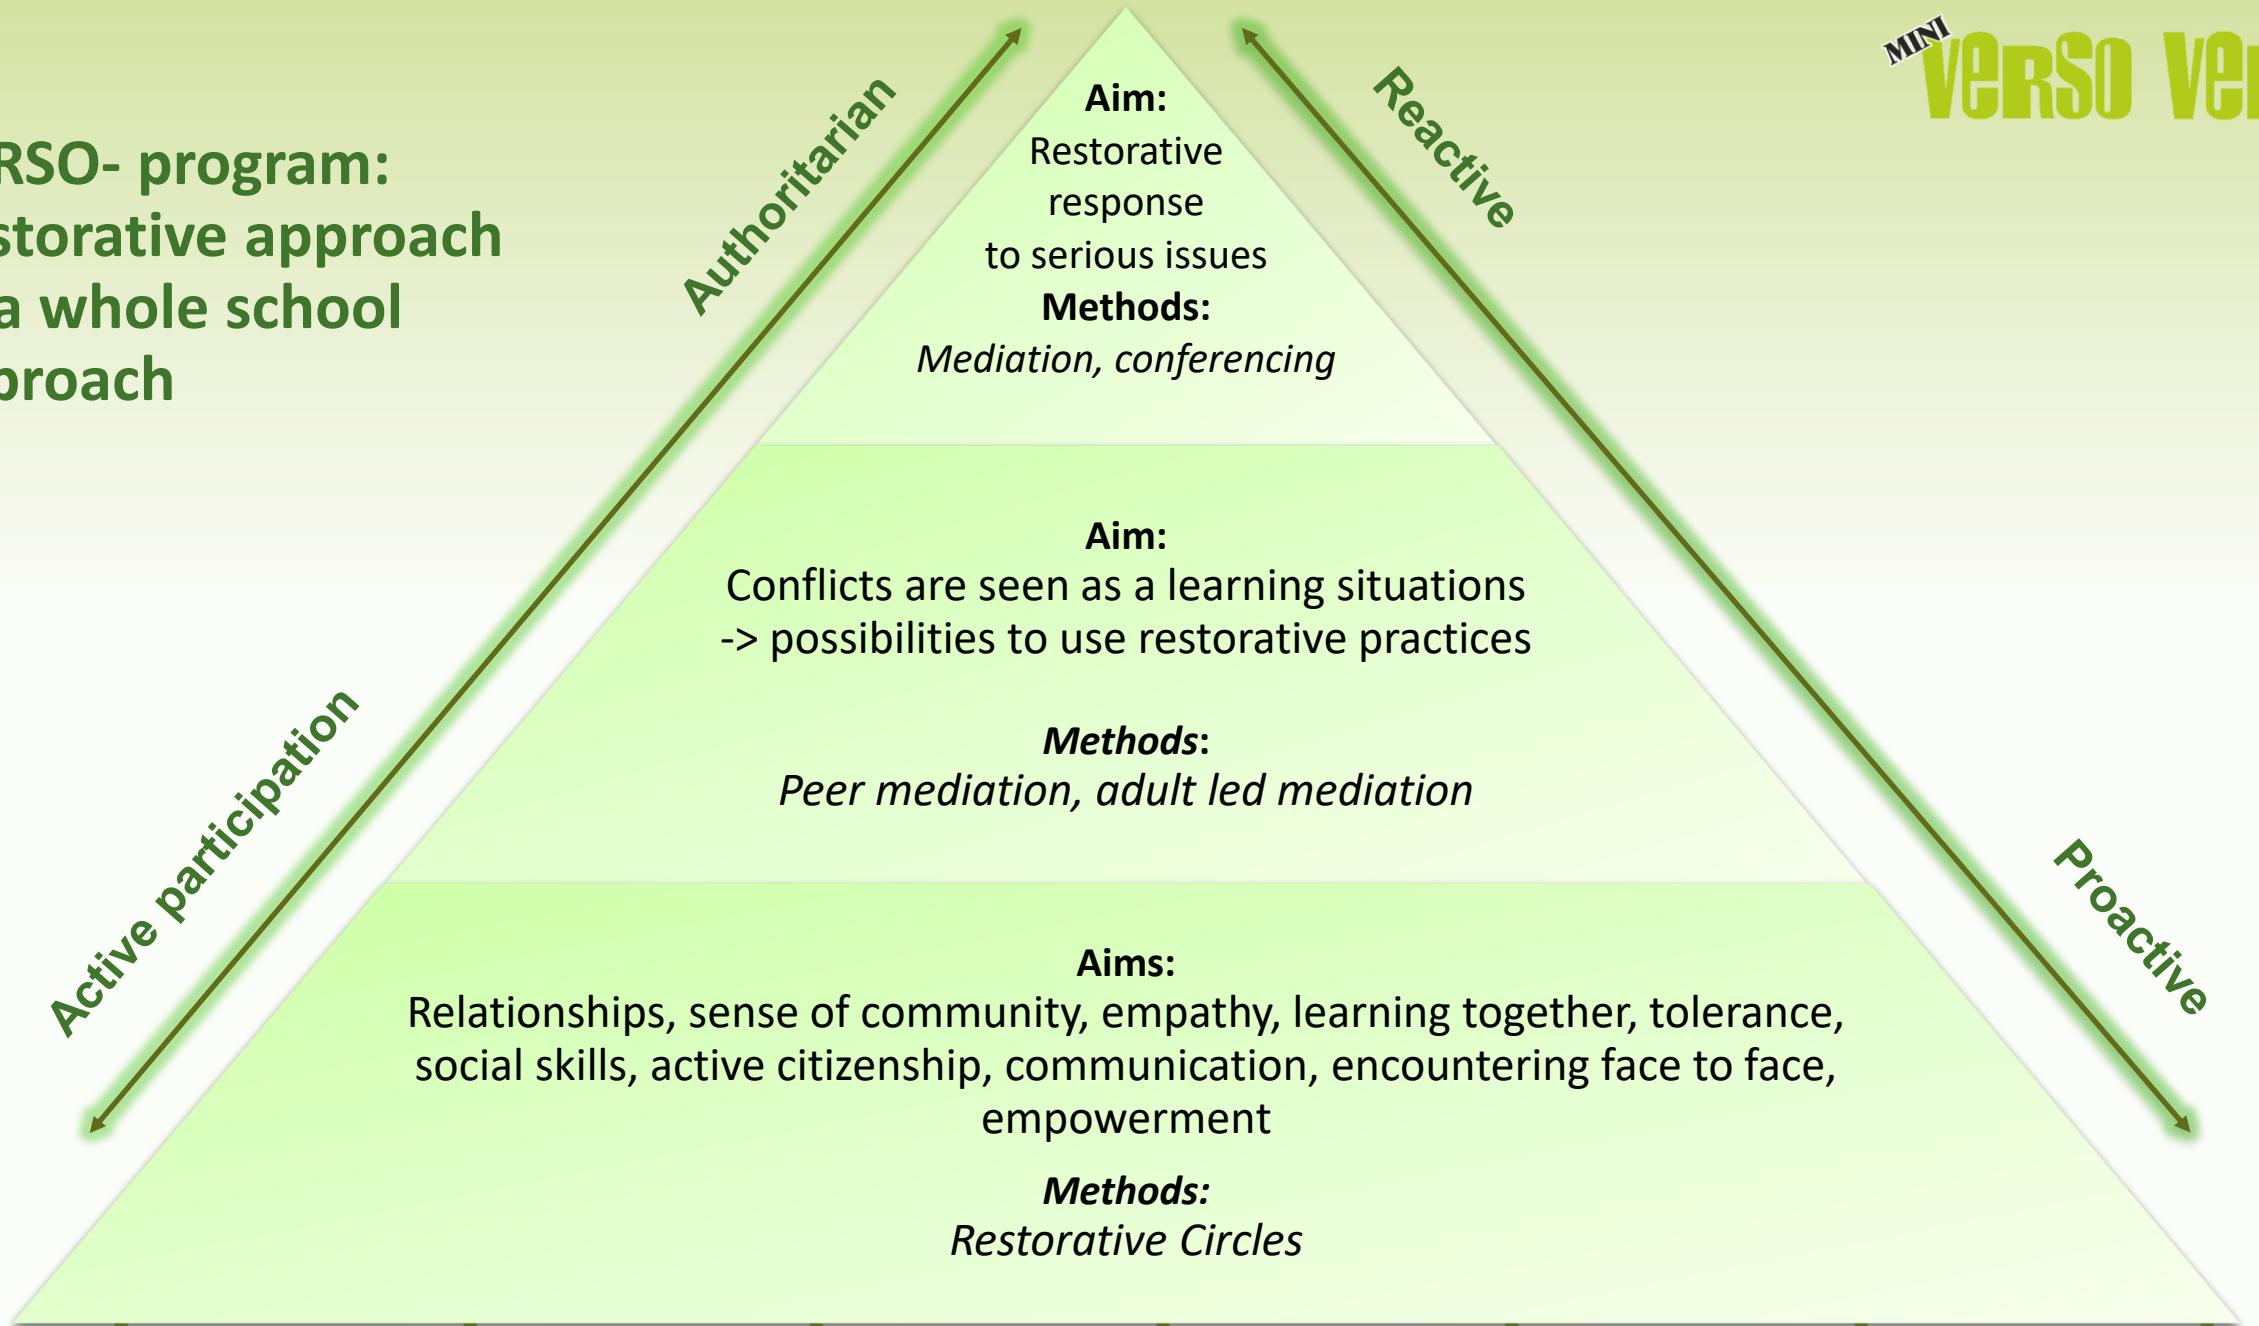 RSO- program:
storative approach
a whole school
proach
MINI
VERSO VE
Authoritarian
Reactive
Aim:
Restorative
response
to serious issues
Methods:
Mediation, conferencing
Aim:
Conflicts are seen as a learning situations
-> possibilities to use restorative practices
Methods:
Peer mediation, adult led mediation
Active participation
Proactive
Aims:
Relationships, sense of community, empathy, learning together, tolerance,
social skills, active citizenship, communication, encountering face to face,
empowerment
Methods:
Restorative Circles